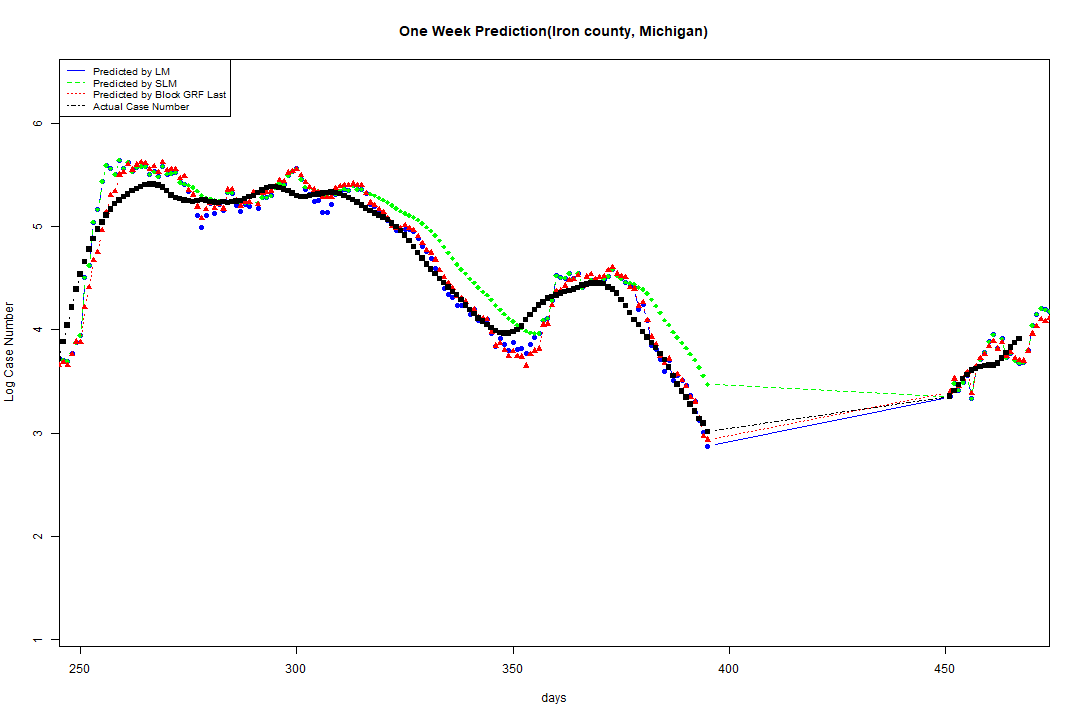 One Week Prediction(Iron county, Michigan)
Predicted by LM
Predicted by SLM
Predicted by Block GRF Last
Actual Case Number
6
5
4
3
2
1
Log Case Number
250 300 350 400 450
days